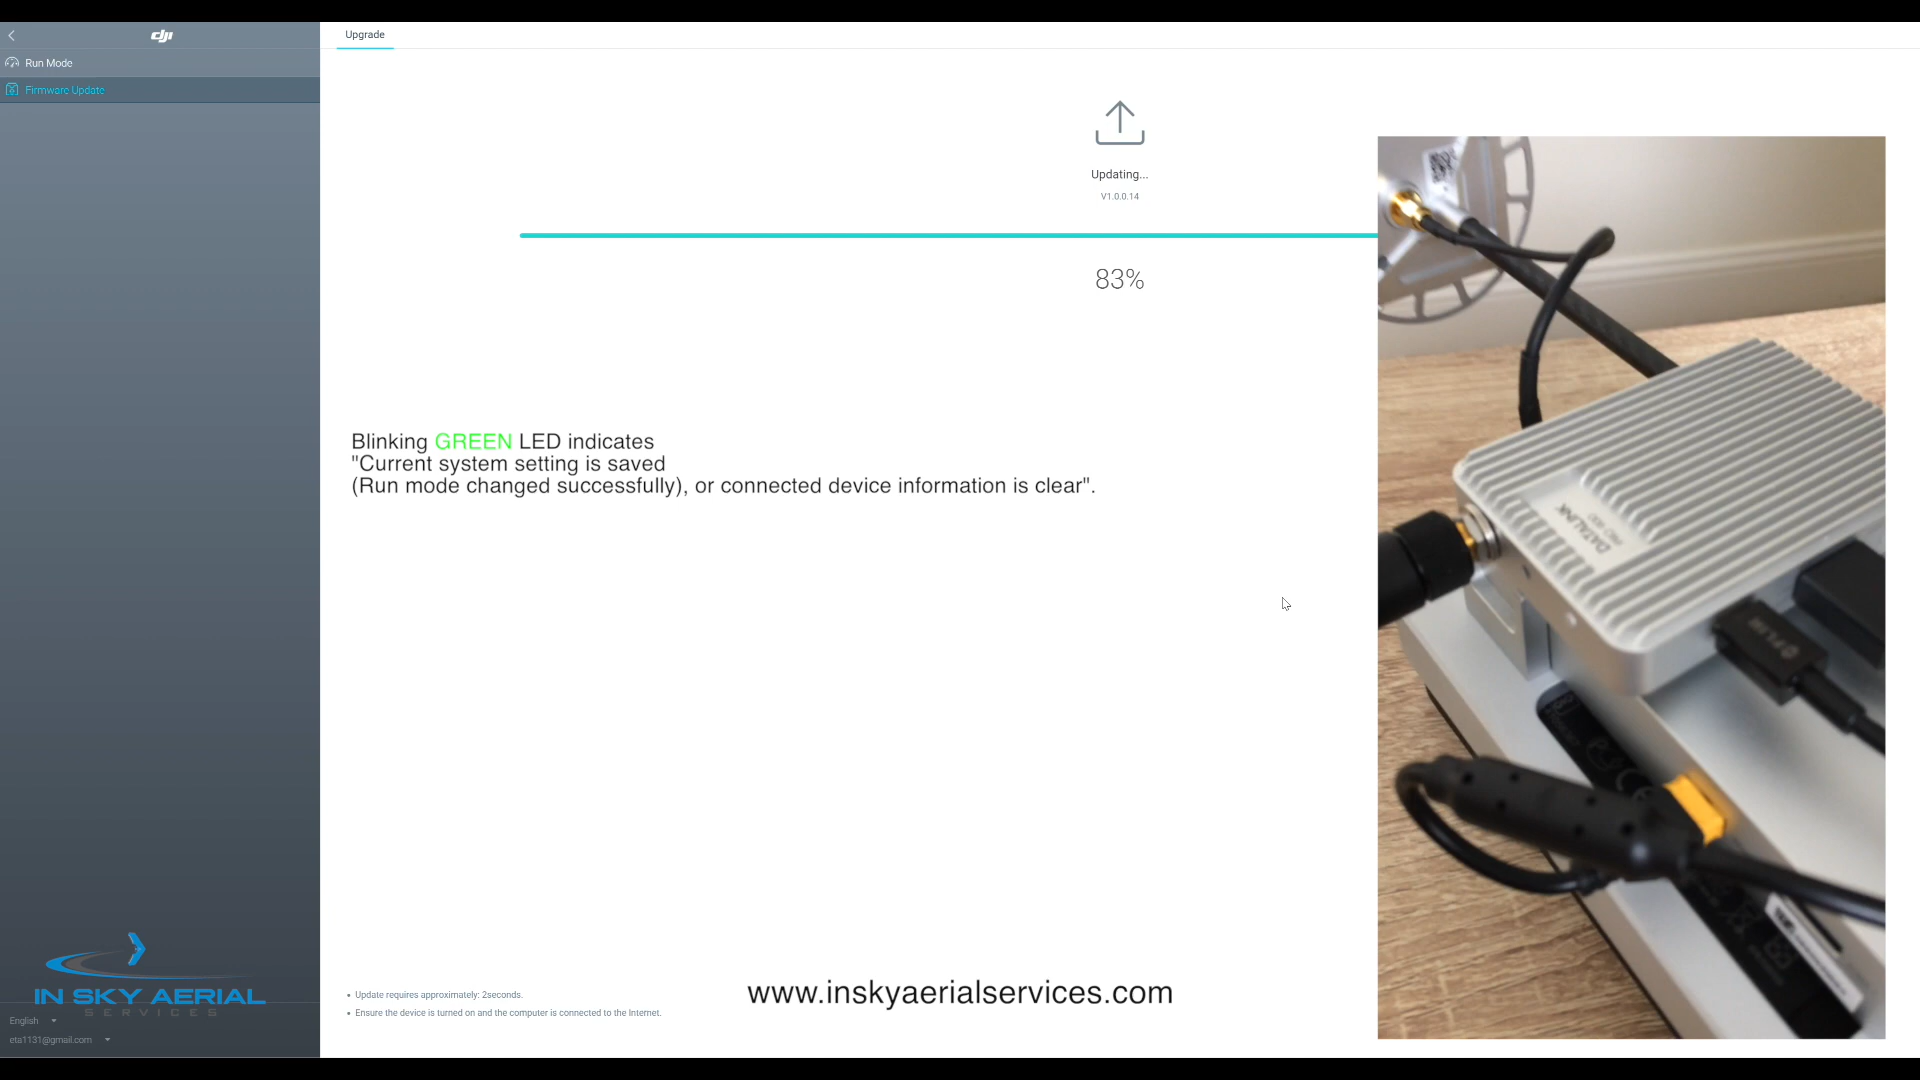 dji
Upgrade
Run Mode
Firmware Update
Updating...
V1.0.0.14
83%
Blinking GREEN LED indicates
"Current system setting is saved
(Run mode changed successfully), or connected device information is clear".
DATALINK
PRO 900
IN SKY AERIAL
SERVICES
• Update requires approximately: 2seconds.
• Ensure the device is turned on and the computer is connected to the Internet.
www.inskyaerialservices.com
English
eta1131@gmail.com